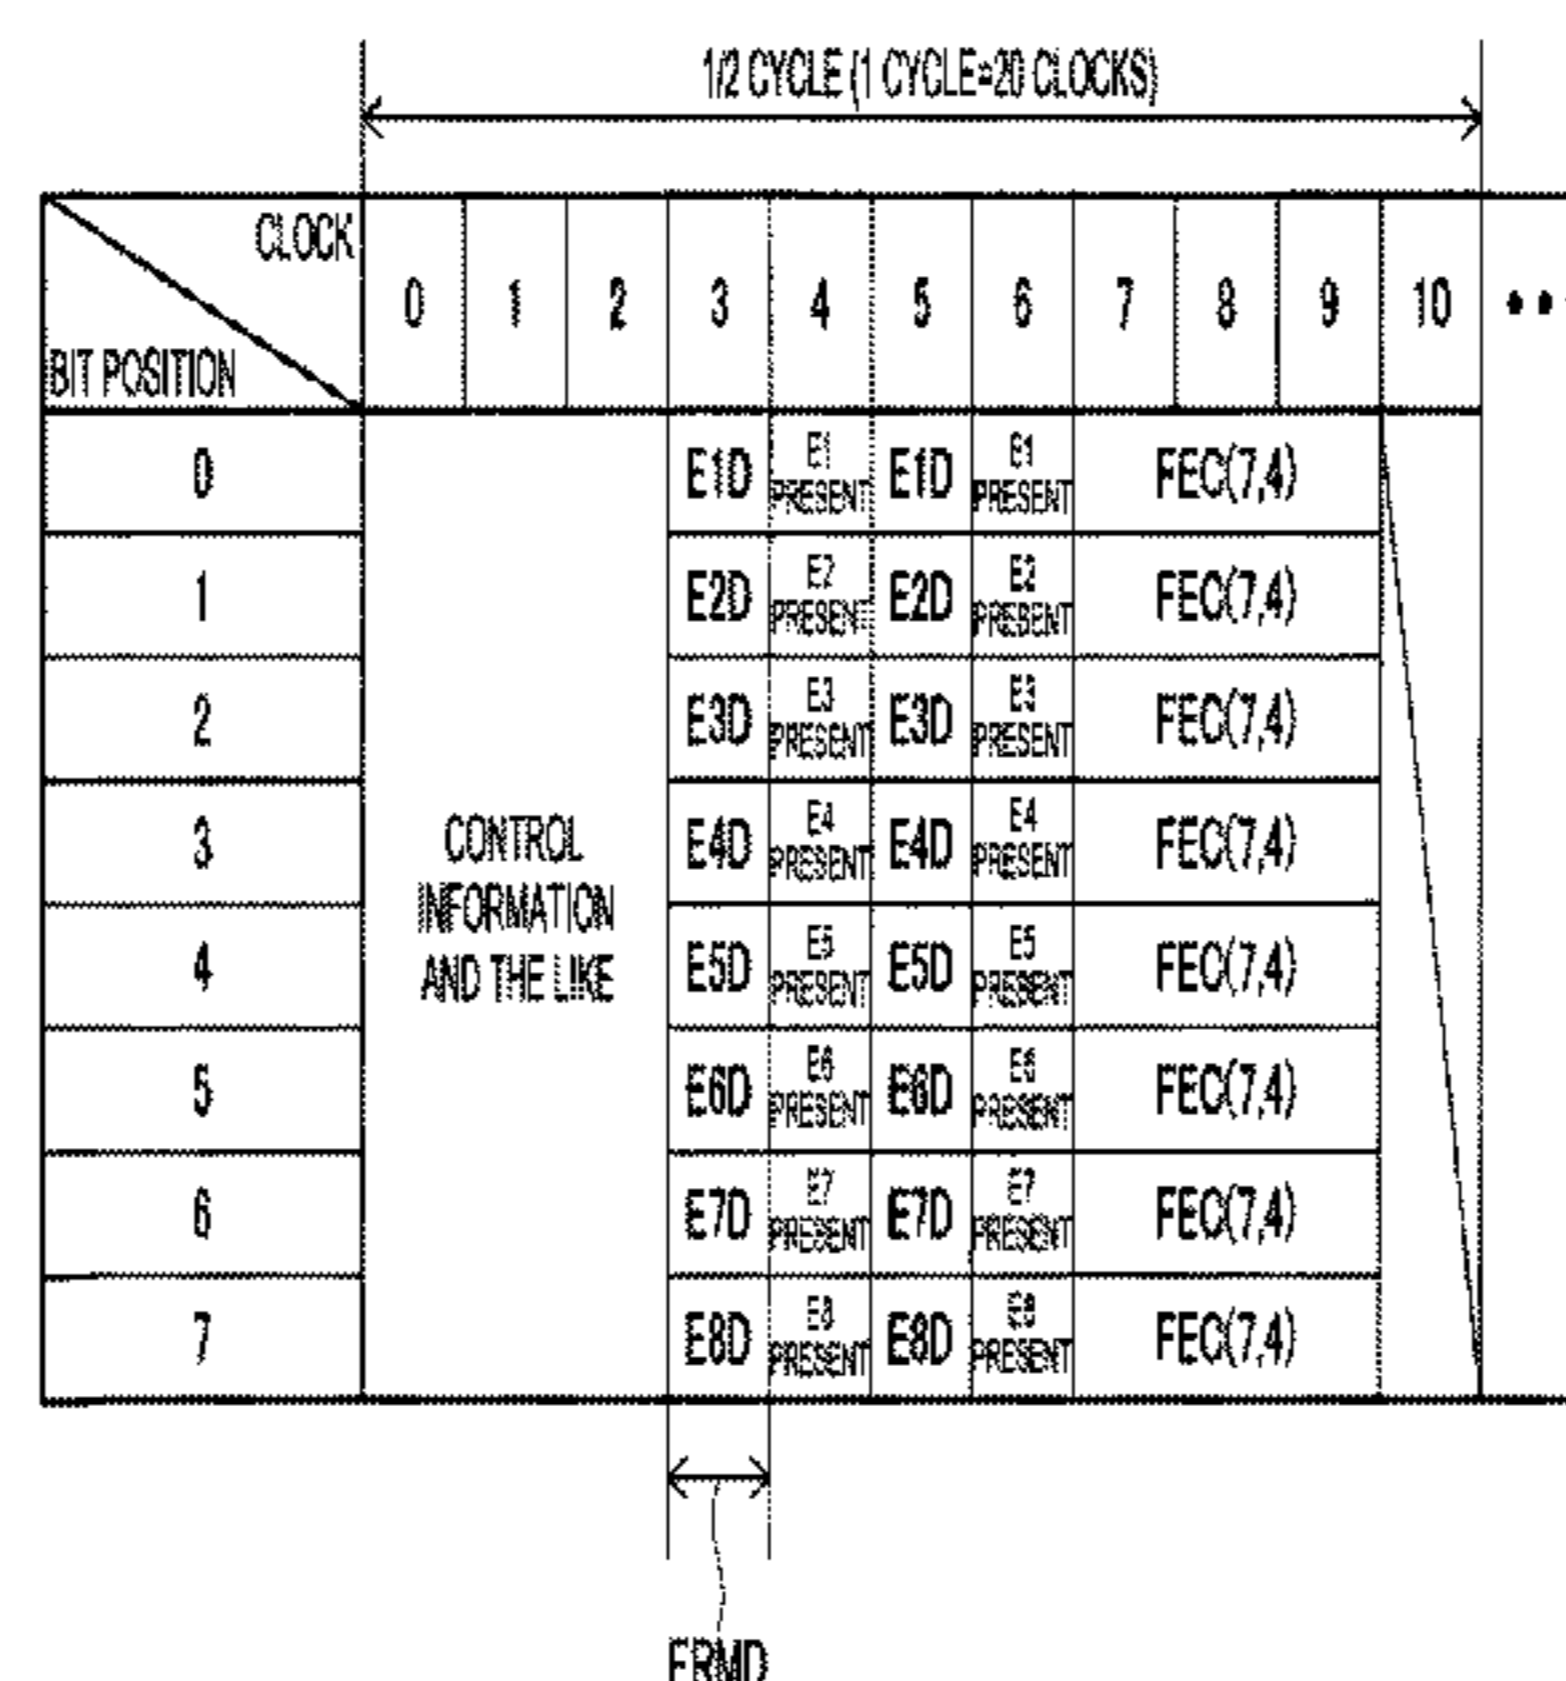 1/2 CYCLE (1 CYCLE=20 CLOCKS)
CLOCK 0 1 2 3 4 5 6 7 8 9 10 •••
BIT POSITION
0 E1D E1 PRESENT E1D E1 PRESENT FEC(7,4)
1 E2D E2 PRESENT E2D E2 PRESENT FEC(7,4)
2 E3D E3 PRESENT E3D E3 PRESENT FEC(7,4)
3 E4D E4 PRESENT E4D E4 PRESENT FEC(7,4)
4 E5D E5 PRESENT E5D E5 PRESENT FEC(7,4)
5 E6D E6 PRESENT E6D E6 PRESENT FEC(7,4)
6 E7D E7 PRESENT E7D E7 PRESENT FEC(7,4)
7 E8D E8 PRESENT E8D E8 PRESENT FEC(7,4)
CONTROL
INFORMATION
AND THE LIKE
ERMD